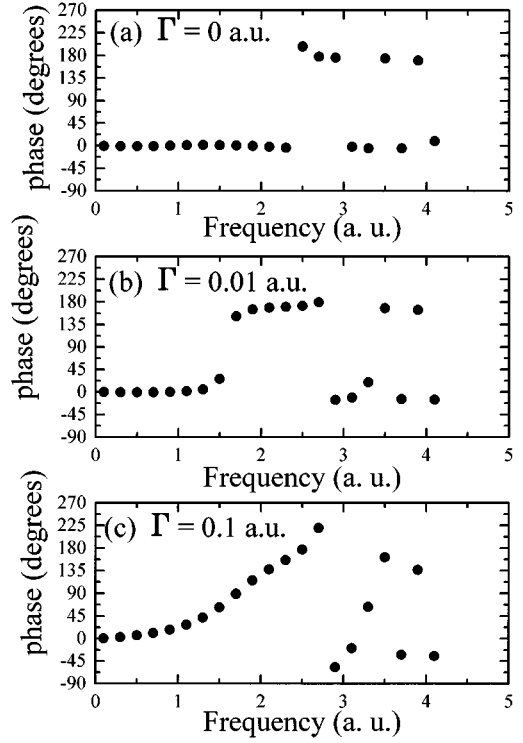 270
225
180
135
90
45
0
-45
-90
phase (degrees)
(a) Γ = 0 a.u.
0 1 2 3 4 5
Frequency (a. u.)
270
225
180
135
90
45
0
-45
-90
phase (degrees)
(b) Γ = 0.01 a.u.
0 1 2 3 4 5
Frequency (a. u.)
270
225
180
135
90
45
0
-45
-90
phase (degrees)
(c) Γ = 0.1 a.u.
0 1 2 3 4 5
Frequency (a. u.)